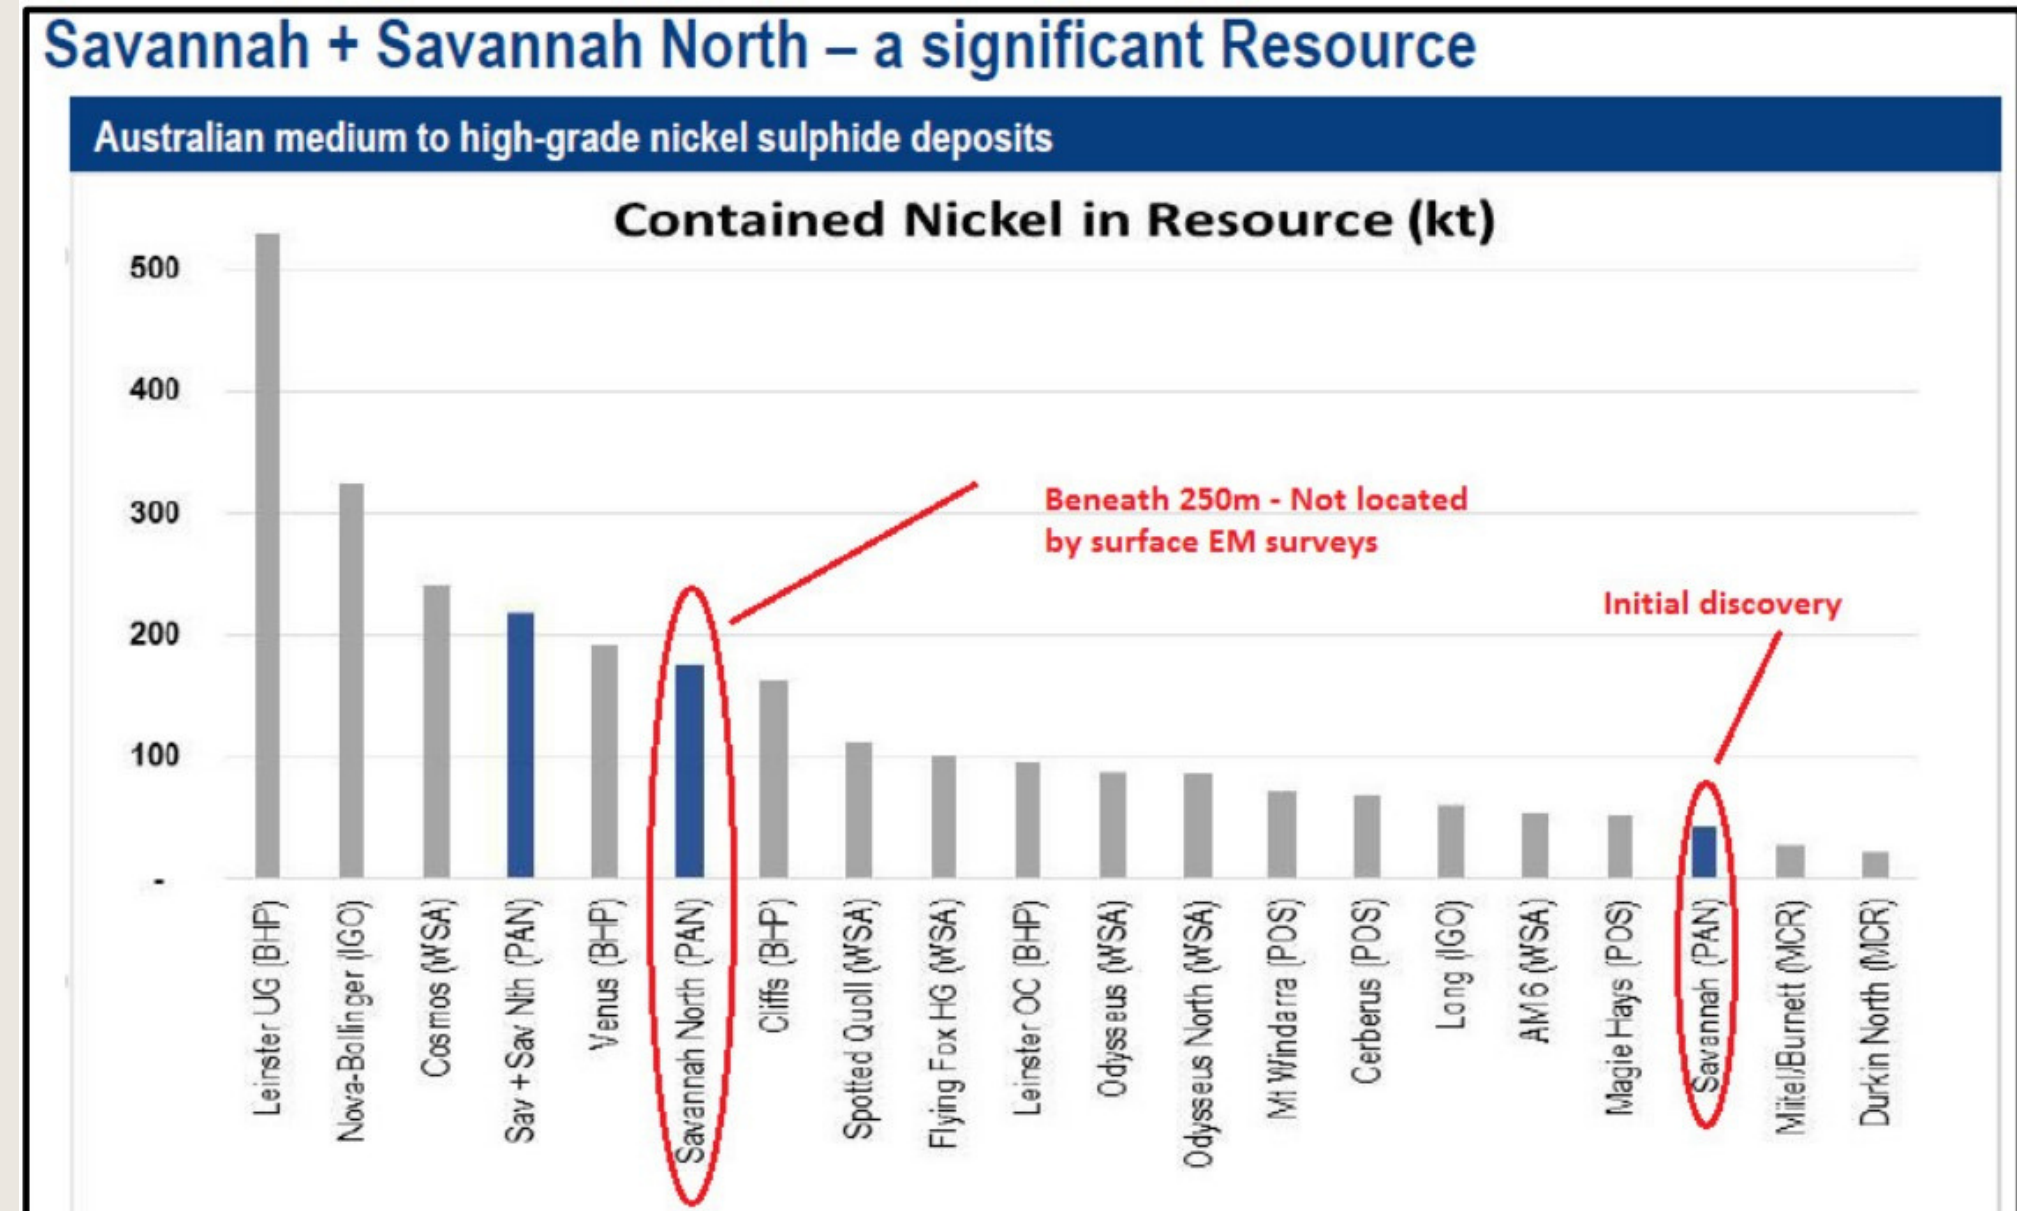 Savannah + Savannah North – a significant Resource
Australian medium to high-grade nickel sulphide deposits
Contained Nickel in Resource (kt)
500
400
300
200
100
-
Beneath 250m - Not located
by surface EM surveys
Initial discovery
Leinster UG (BHP)
Nova-Bollinger (IGO)
Cosmos (WSA)
Sav + Sav Nth (PAN)
Venus (BHP)
Savannah North (PAN)
Cliffs (BHP)
Spotted Quoll (WSA)
Flying Fox HG (WSA)
Leinster OC (BHP)
Odysseus (WSA)
Odysseus North (WSA)
Mt Windarra (POS)
Cerberus (POS)
Long (IGO)
AM6 (WSA)
Magie Hays (POS)
Savannah (PAN)
Miitel/Burnett (MCR)
Durkin North (MCR)